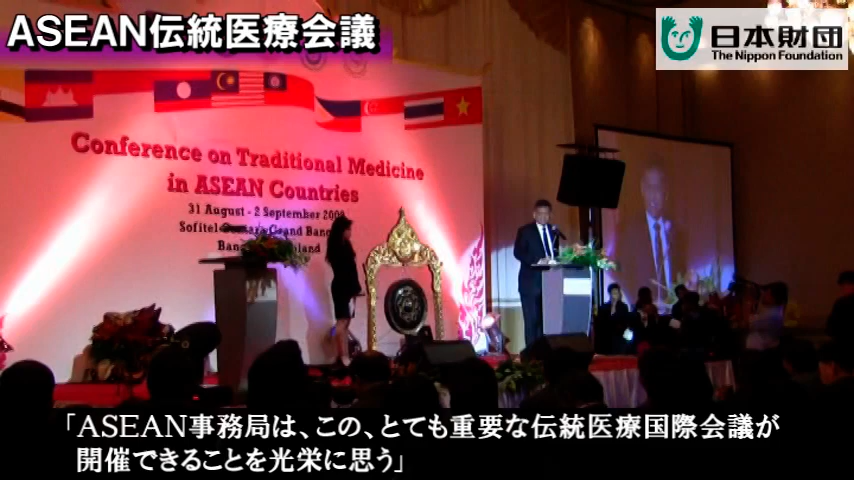 ASEAN伝統医療会議
日本財団
The Nippon Foundation
Conference on Traditional Medicine
in ASEAN Countries
31 August - 2 September
Sofitel Grand
「ASEAN事務局は、この、とても重要な伝統医療国際会議が
開催できることを光栄に思う」